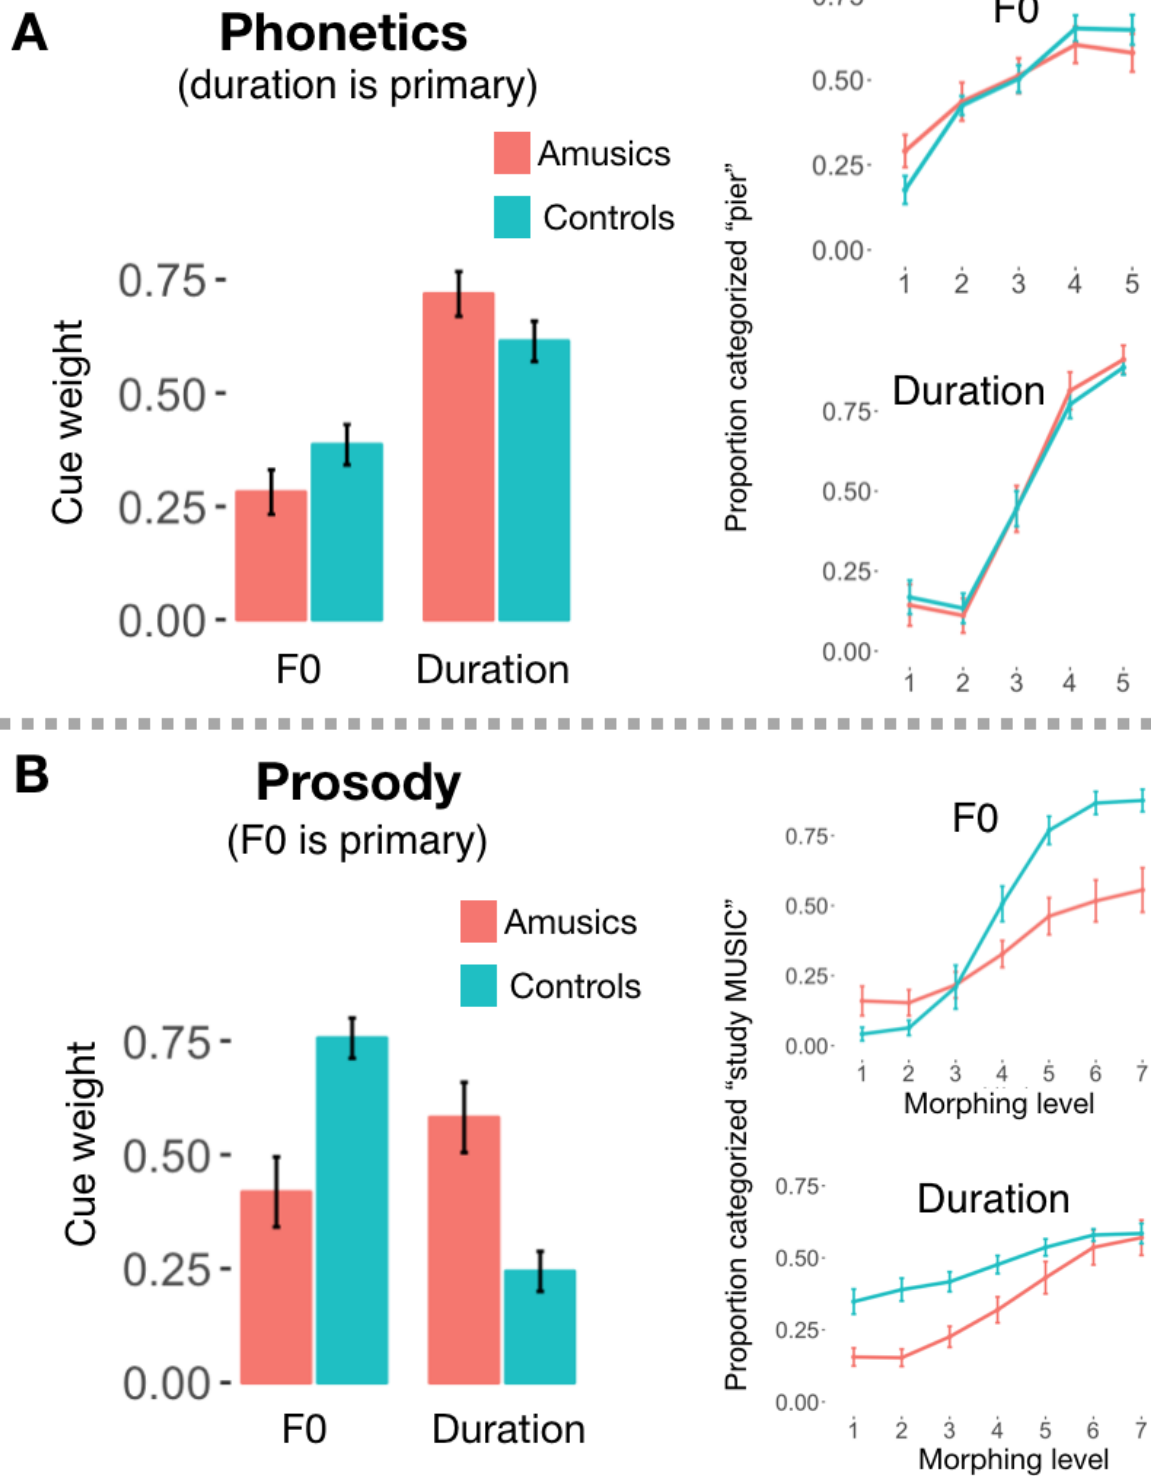 A
Phonetics
(duration is primary)
Amusics
Controls
Cue weight
0.75
0.50
0.25
0.00
F0
Duration
Proportion categorized “pier”
0.75
F0
0.50
0.25
0.00
1 2 3 4 5
Duration
0.75
0.50
0.25
0.00
1 2 3 4 5
B
Prosody
(F0 is primary)
Amusics
Controls
Cue weight
0.75
0.50
0.25
0.00
F0
Duration
Proportion categorized “study MUSIC”
F0
0.75
0.50
0.25
0.00
1 2 3 4 5 6 7
Morphing level
0.75
Duration
0.50
0.25
0.00
1 2 3 4 5 6 7
Morphing level